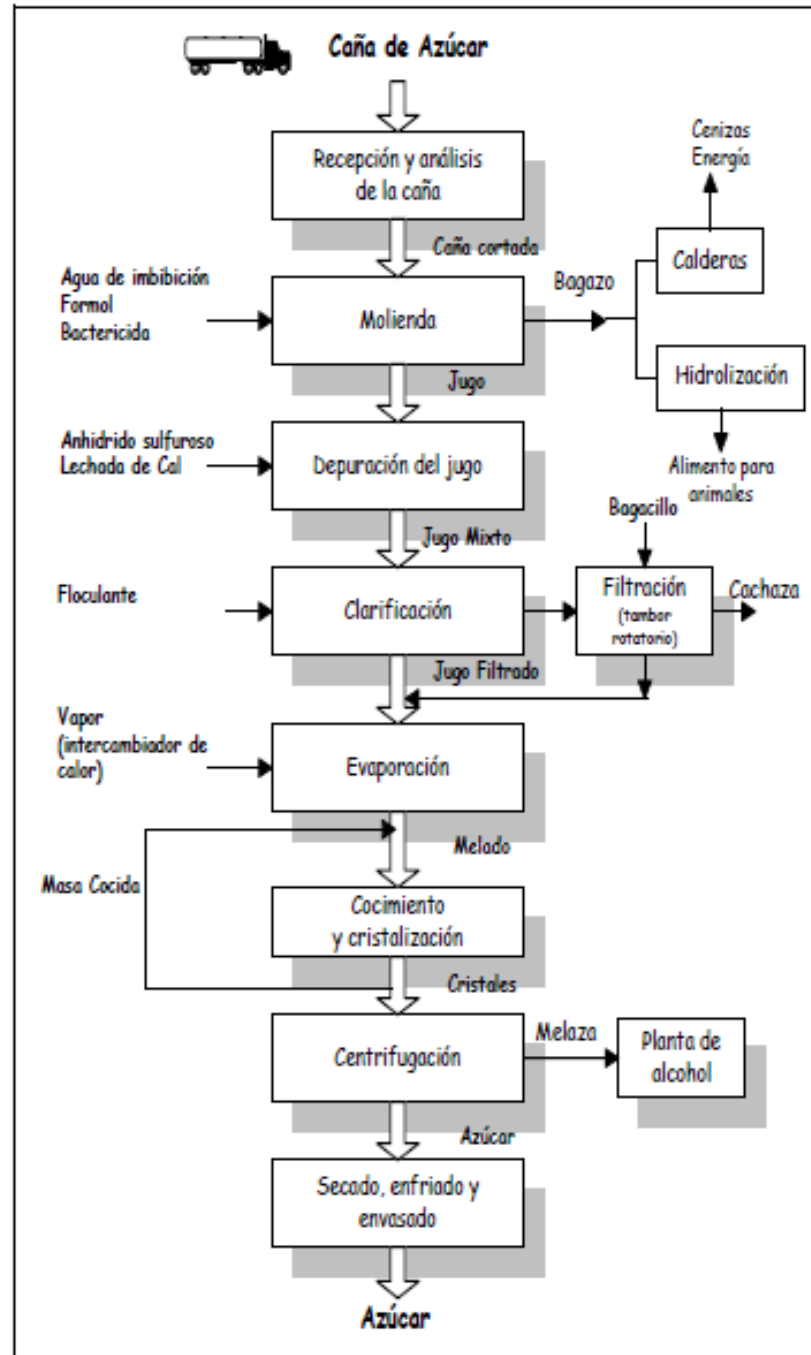 Caña de Azúcar
Recepción y análisis
de la caña
Caña cortada
Agua de imbibición
Formol
Bactericida
Molienda
Bagazo
Cenizas
Energía
Calderas
Hidrolización
Alimento para
animales
Jugo
Anhidrido sulfuroso
Lechada de Cal
Depuración del jugo
Jugo Mixto
Floculante
Clarificación
Bagacillo
Filtración
(tambor
rotatorio)
Cachaza
Jugo Filtrado
Vapor
(intercambiador de
calor)
Evaporación
Melado
Masa Cocida
Cocimiento
y cristalización
Cristales
Centrifugación
Melaza
Planta de
alcohol
Azúcar
Secado, enfriado y
envasado
Azúcar